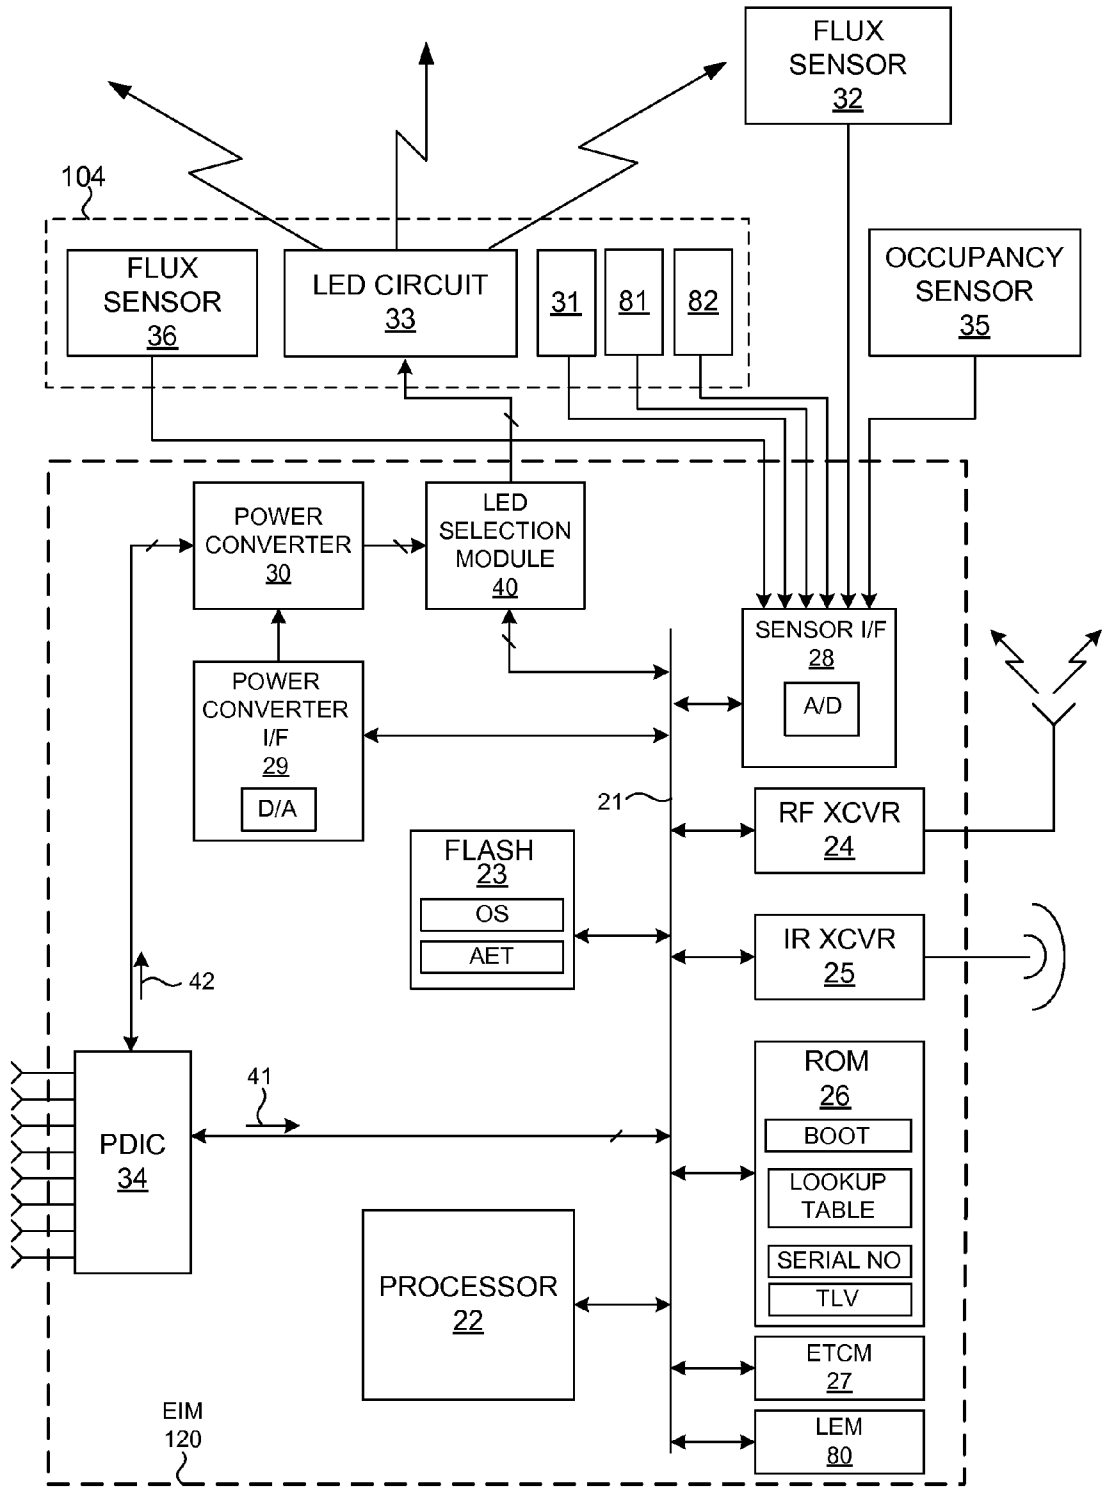 FLUX
SENSOR
32
104
FLUX
SENSOR
36
LED CIRCUIT
33
31
81
82
OCCUPANCY
SENSOR
35
POWER
CONVERTER
30
LED
SELECTION
MODULE
40
SENSOR I/F
28
A/D
POWER
CONVERTER
I/F
29
D/A
21
RF XCVR
24
FLASH
23
OS
AET
IR XCVR
25
42
41
PDIC
34
ROM
26
BOOT
LOOKUP
TABLE
SERIAL NO
TLV
PROCESSOR
22
ETCM
27
LEM
80
EIM
120